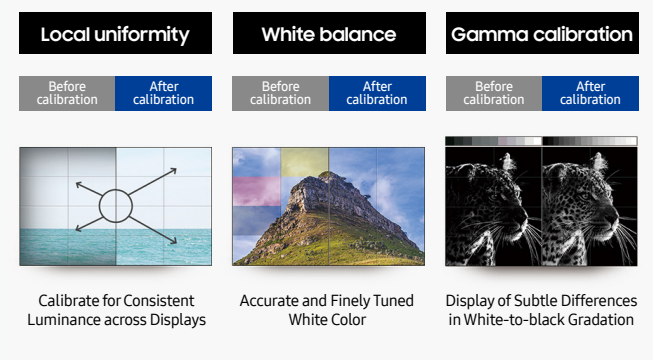 Local uniformity
Before
calibration
After
calibration
Calibrate for Consistent
Luminance across Displays
White balance
Before
calibration
After
calibration
Accurate and Finely Tuned
White Color
Gamma calibration
Before
calibration
After
calibration
Display of Subtle Differences
in White-to-black Gradation